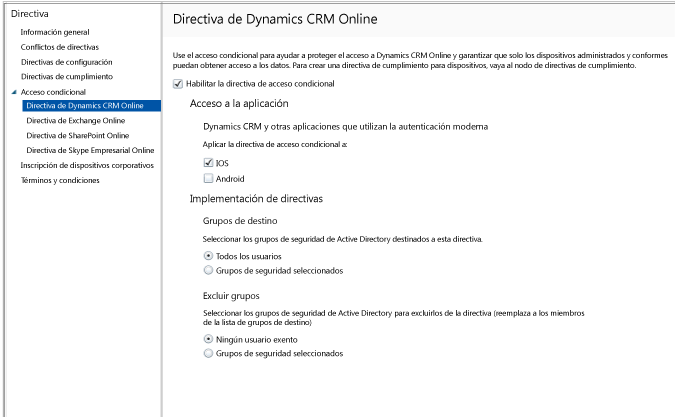 Directiva
Información general
Conflictos de directivas
Directivas de configuración
Directivas de cumplimiento
Acceso condicional
Directiva de Dynamics CRM Online
Directiva de Exchange Online
Directiva de SharePoint Online
Directiva de Skype Empresarial Online
Inscripción de dispositivos corporativos
Términos y condiciones
Directiva de Dynamics CRM Online
Use el acceso condicional para ayudar a proteger el acceso a Dynamics CRM Online y garantizar que solo los dispositivos administrados y conformes
puedan obtener acceso a los datos. Para crear una directiva de cumplimiento para dispositivos, vaya al nodo de directivas de cumplimiento.
Habilitar la directiva de acceso condicional
Acceso a la aplicación
Dynamics CRM y otras aplicaciones que utilizan la autenticación moderna
Aplicar la directiva de acceso condicional a:
IOS
Android
Implementación de directivas
Grupos de destino
Seleccionar los grupos de seguridad de Active Directory destinados a esta directiva.
Todos los usuarios
Grupos de seguridad seleccionados
Excluir grupos
Seleccionar los grupos de seguridad de Active Directory para excluirlos de la directiva (reemplaza a los miembros
de la lista de grupos de destino)
Ningún usuario exento
Grupos de seguridad seleccionados